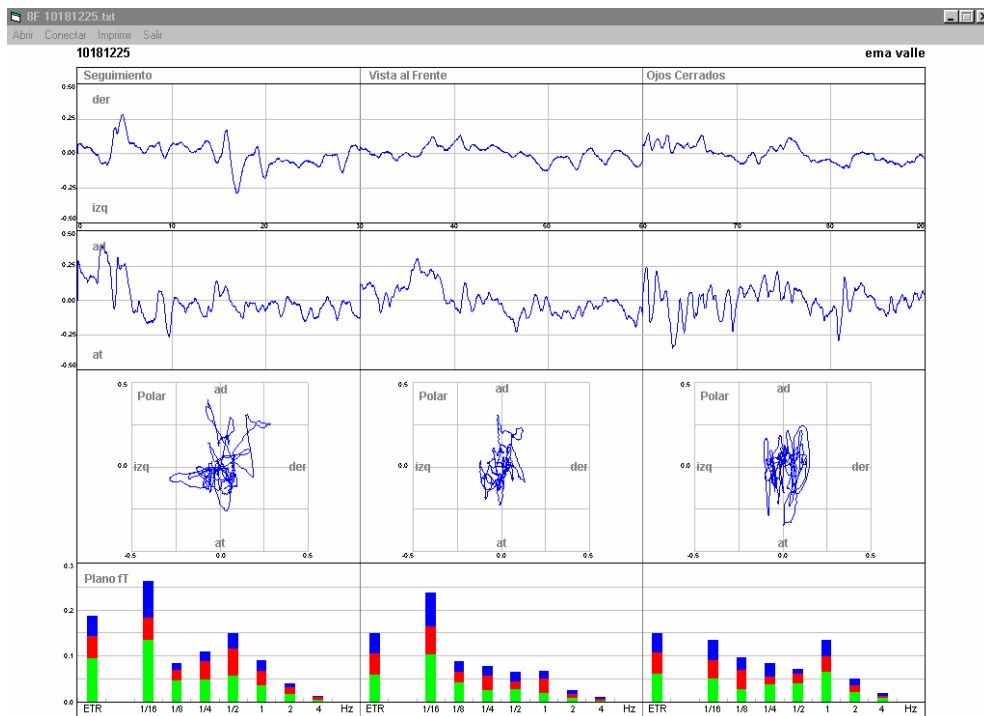 8F 10181225.txt
Abrir Conectar Imprimir Salir
10181225 ema valle
Seguimiento Vista al Frente Ojos Cerrados
0.50
der
0.25
0.00
-0.25
izq
-0.50
0 10 20 30 40 50 60 70 80 90
0.50
ad
0.25
0.00
-0.25
at
-0.50
0.5 ad 0.5 ad 0.5 ad
Polar Polar Polar
0.0 izq der 0.0 izq der 0.0 izq der
at at at
-0.5 0.0 0.5 -0.5 0.0 0.5 -0.5 0.0 0.5
0.3
Plano fT
0.2
0.1
0.0
ETR 1/16 1/8 1/4 1/2 1 2 4 Hz ETR 1/16 1/8 1/4 1/2 1 2 4 Hz ETR 1/16 1/8 1/4 1/2 1 2 4 Hz